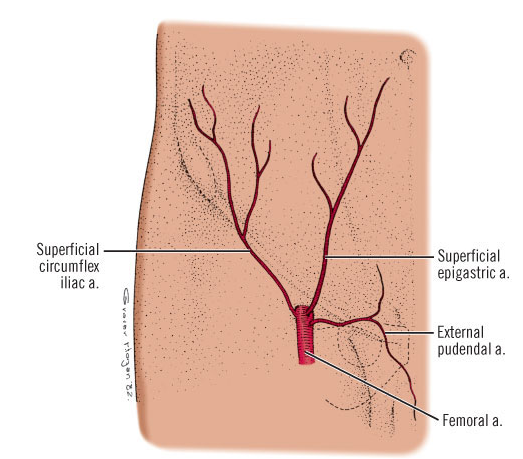 Superficial
circumflex
iliac a.
Superficial
epigastric a.
External
pudendal a.
Femoral a.